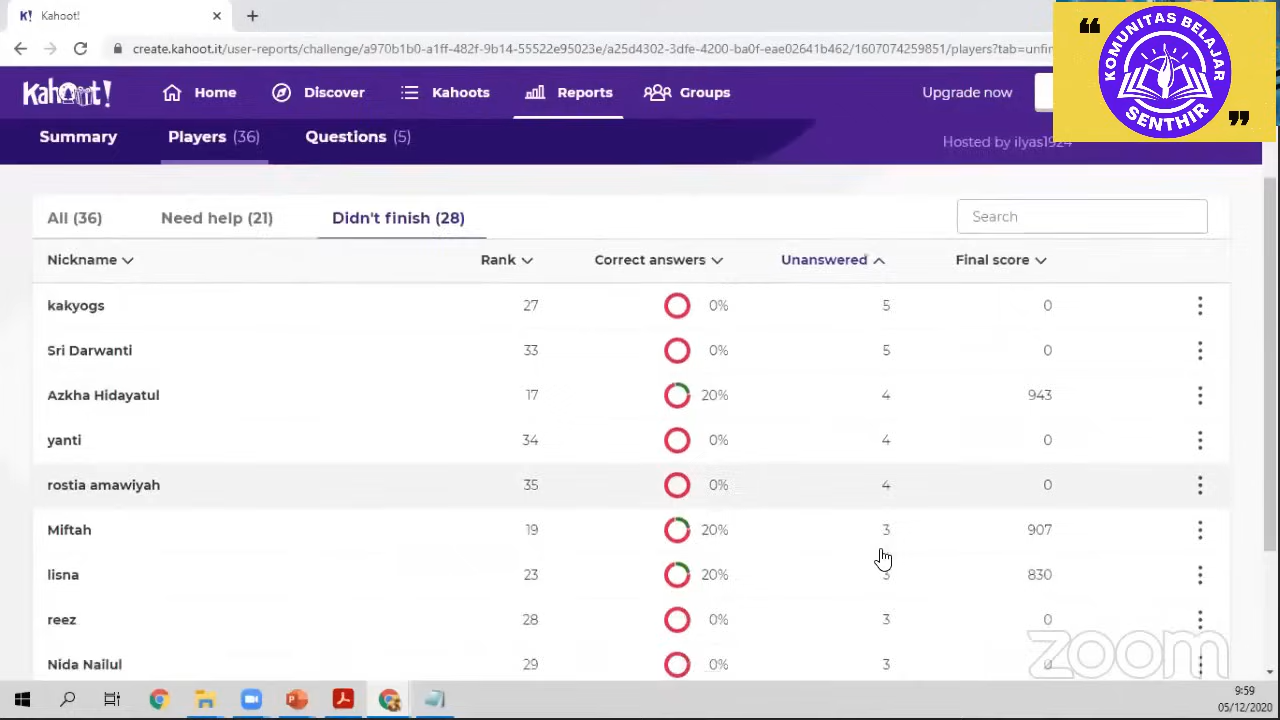 K! Kahoot!
create.kahoot.it/user-reports/challenge/a970b1b0-a1ff-482f-9b14-55522e95023e/a25d4302-3dfe-4200-ba0f-eae02641b462/1607074259851/players?tab=unfin
Kahoot! Home Discover Kahoots Reports Groups Upgrade now
Summary Players (36) Questions (5) Hosted by ilyas1924
“ KOMUNITAS BELAJAR SENTHIR ”
All (36) Need help (21) Didn't finish (28) Search
Nickname Rank Correct answers Unanswered Final score
kakyogs 27 0% 5 0
Sri Darwanti 33 0% 5 0
Azkha Hidayatul 17 20% 4 943
yanti 34 0% 4 0
rostia amawiyah 35 0% 4 0
Miftah 19 20% 3 907
lisna 23 20% 3 830
reez 28 0% 3 0
Nida Nailul 29 0% 3 0
zoom
9:59
05/12/2020